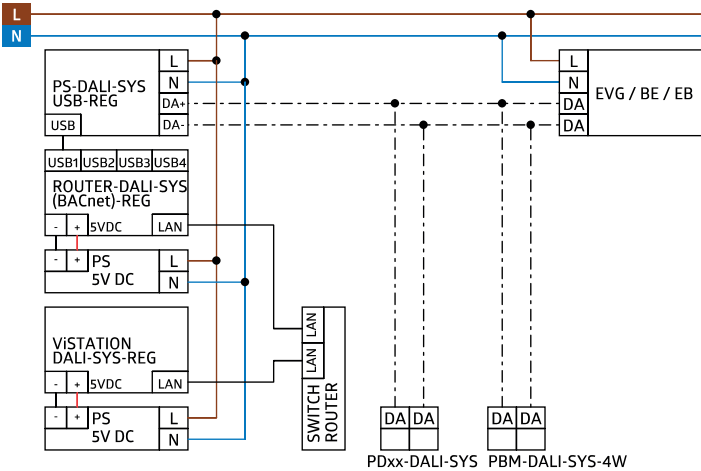 L
N
PS-DALI-SYS
USB-REG
L
N
DA+
DA-
USB
L
N
DA
DA
EVG / BE / EB
USB1 USB2 USB3 USB4
ROUTER-DALI-SYS
(BACnet)-REG
- + 5VDC LAN
- + PS
5V DC
L
N
ViSTATION
DALI-SYS-REG
- + 5VDC LAN
- + PS
5V DC
L
N
LAN
LAN
SWITCH
ROUTER
DA DA
PDxx-DALI-SYS
DA DA
PBM-DALI-SYS-4W